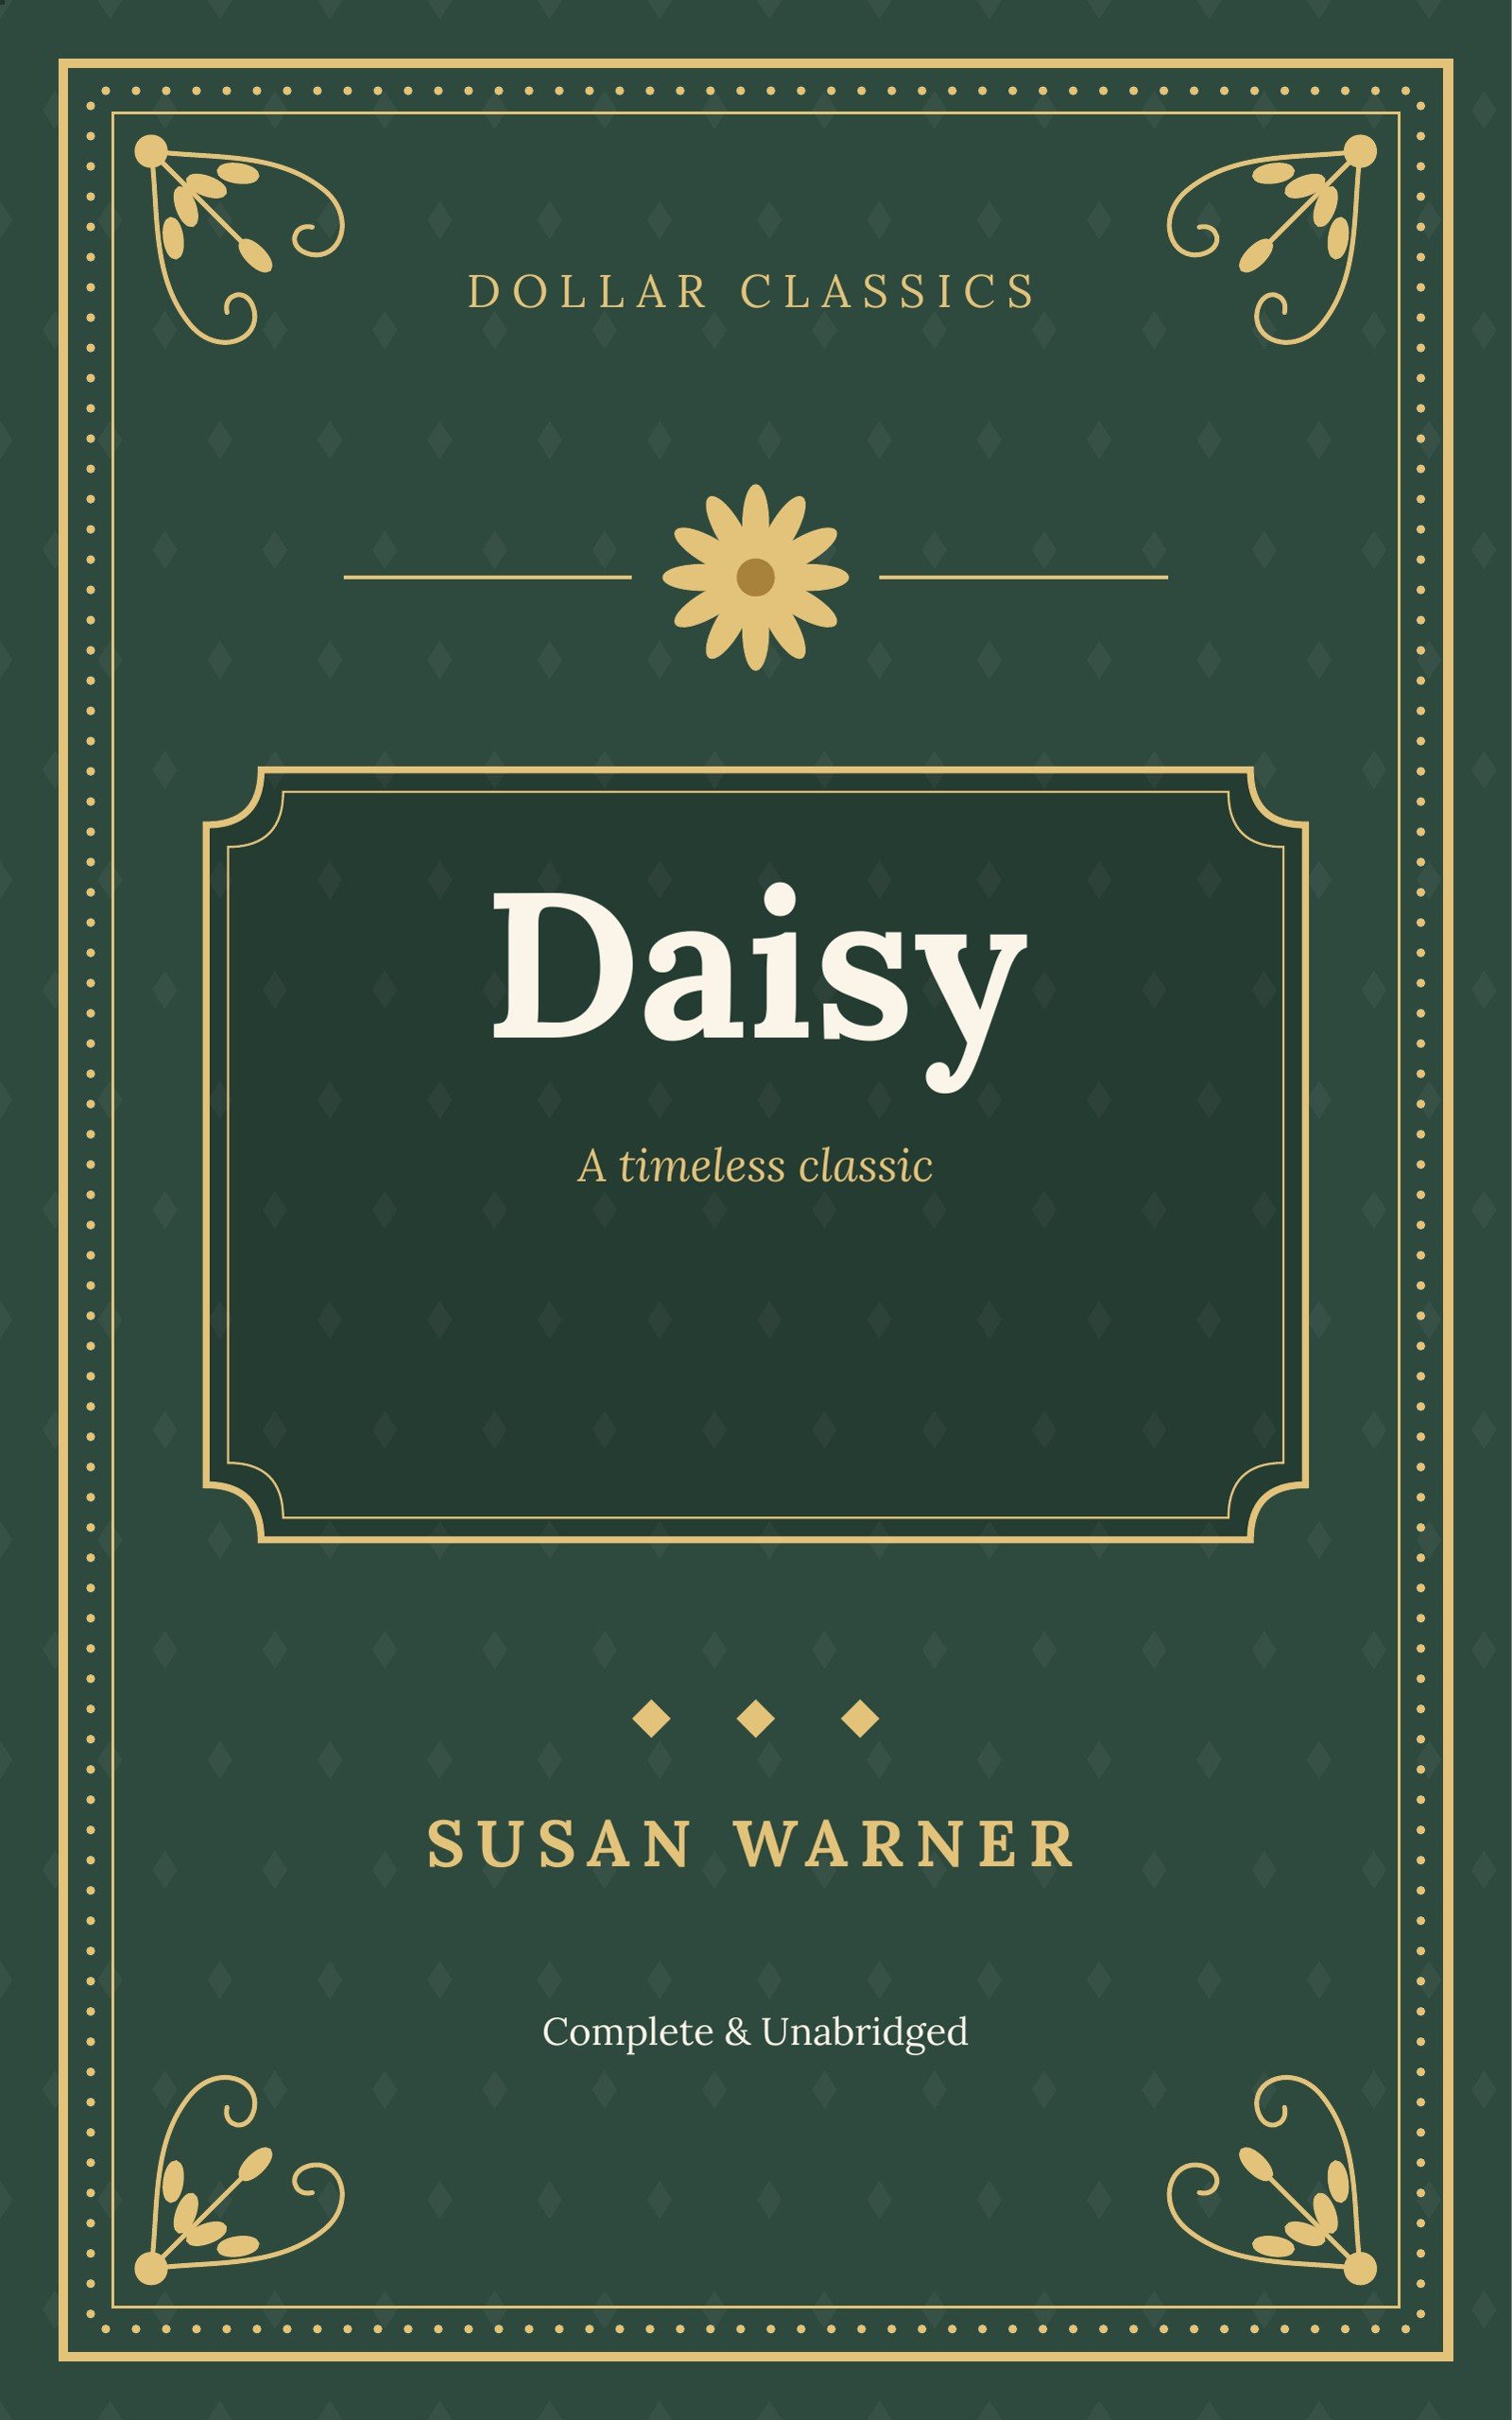 DOLLAR CLASSICS
Daisy
A timeless classic
SUSAN WARNER
Complete & Unabridged